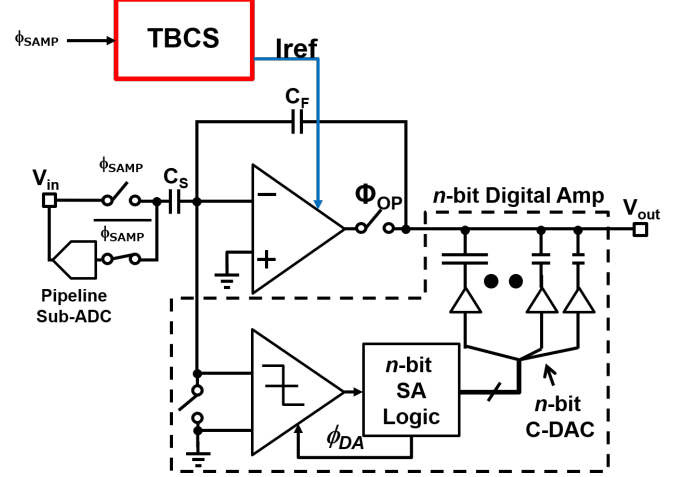 TBCS
ϕSAMP
Iref
CF
Vin
ϕSAMP
CS
ΦOP
n-bit Digital Amp
Vout
ϕSAMP
Pipeline
Sub-ADC
n-bit
SA
Logic
n-bit
C-DAC
ϕDA